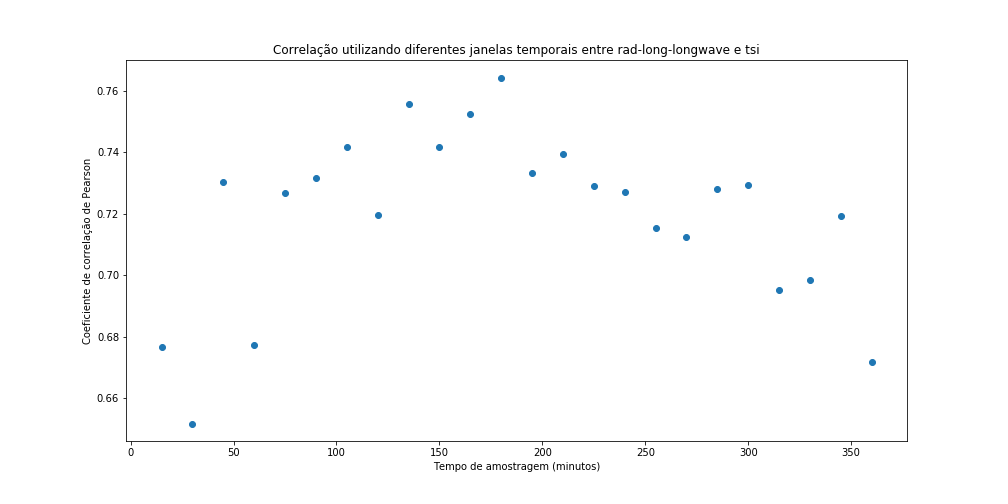 Correlação utilizando diferentes janelas temporais entre rad-long-longwave e tsi
Coeficiente de correlação de Pearson
0.76
0.74
0.72
0.70
0.68
0.66
0 50 100 150 200 250 300 350
Tempo de amostragem (minutos)